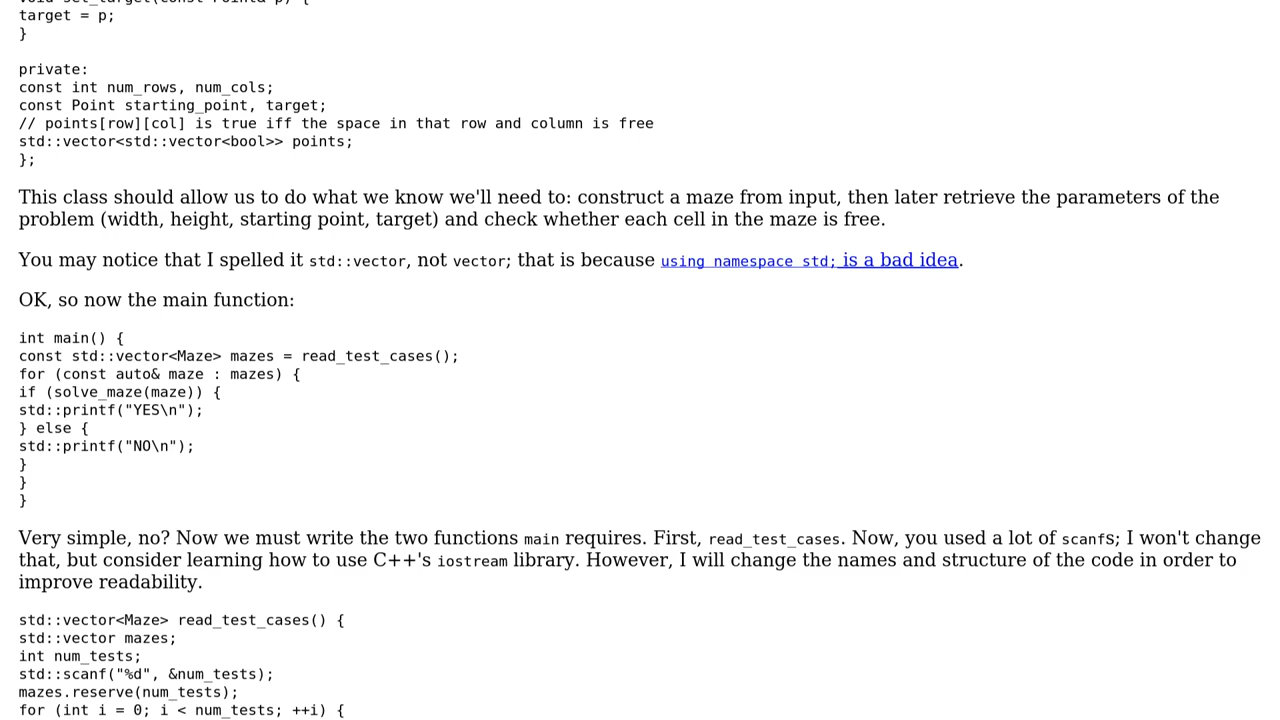 void set_target(const Point& p) {
target = p;
}
private:
const int num_rows, num_cols;
const Point starting_point, target;
// points[row][col] is true iff the space in that row and column is free
std::vector<std::vector<bool>> points;
};
This class should allow us to do what we know we'll need to: construct a maze from input, then later retrieve the parameters of the
problem (width, height, starting point, target) and check whether each cell in the maze is free.
You may notice that I spelled it std::vector, not vector; that is because using namespace std; is a bad idea.
OK, so now the main function:
int main() {
const std::vector<Maze> mazes = read_test_cases();
for (const auto& maze : mazes) {
if (solve_maze(maze)) {
std::printf("YES\n");
} else {
std::printf("NO\n");
}
}
}
Very simple, no? Now we must write the two functions main requires. First, read_test_cases. Now, you used a lot of scanfs; I won't change
that, but consider learning how to use C++'s iostream library. However, I will change the names and structure of the code in order to
improve readability.
std::vector<Maze> read_test_cases() {
std::vector mazes;
int num_tests;
std::scanf("%d", &num_tests);
mazes.reserve(num_tests);
for (int i = 0; i < num_tests; ++i) {